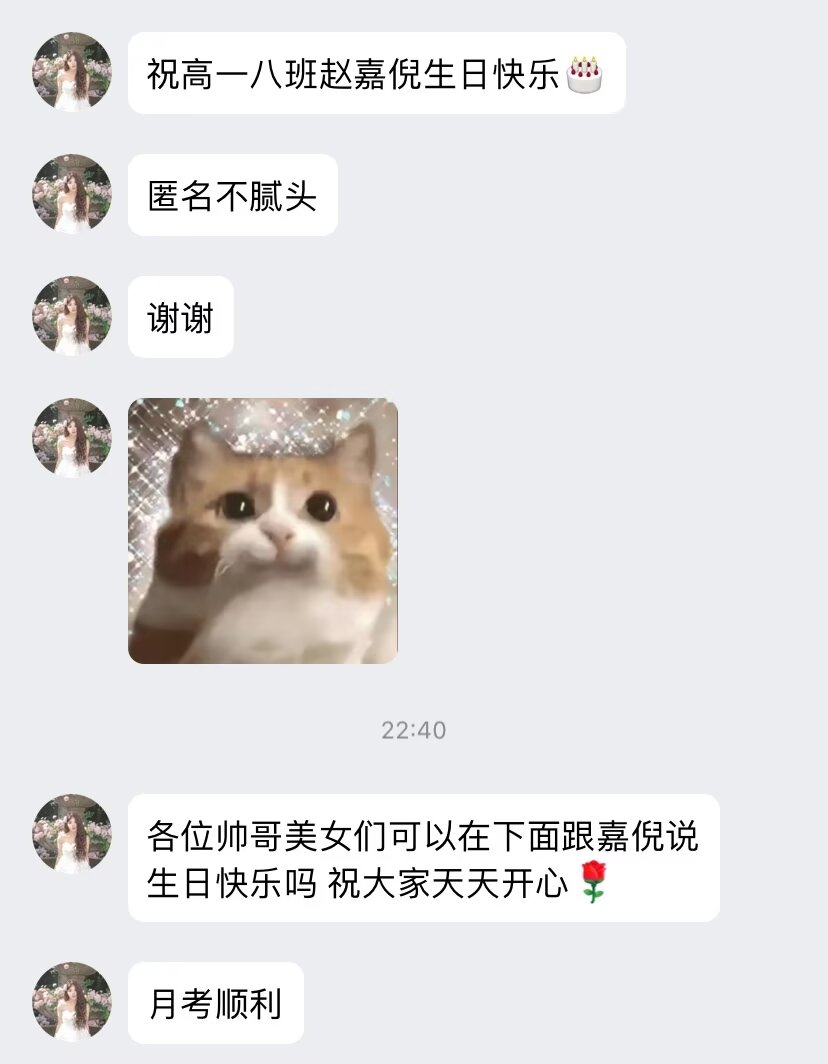 祝高一八班赵嘉倪生日快乐🎂
匿名不腻头
谢谢
22:40
各位帅哥美女们可以在下面跟嘉倪说
生日快乐吗 祝大家天天开心🌹
月考顺利